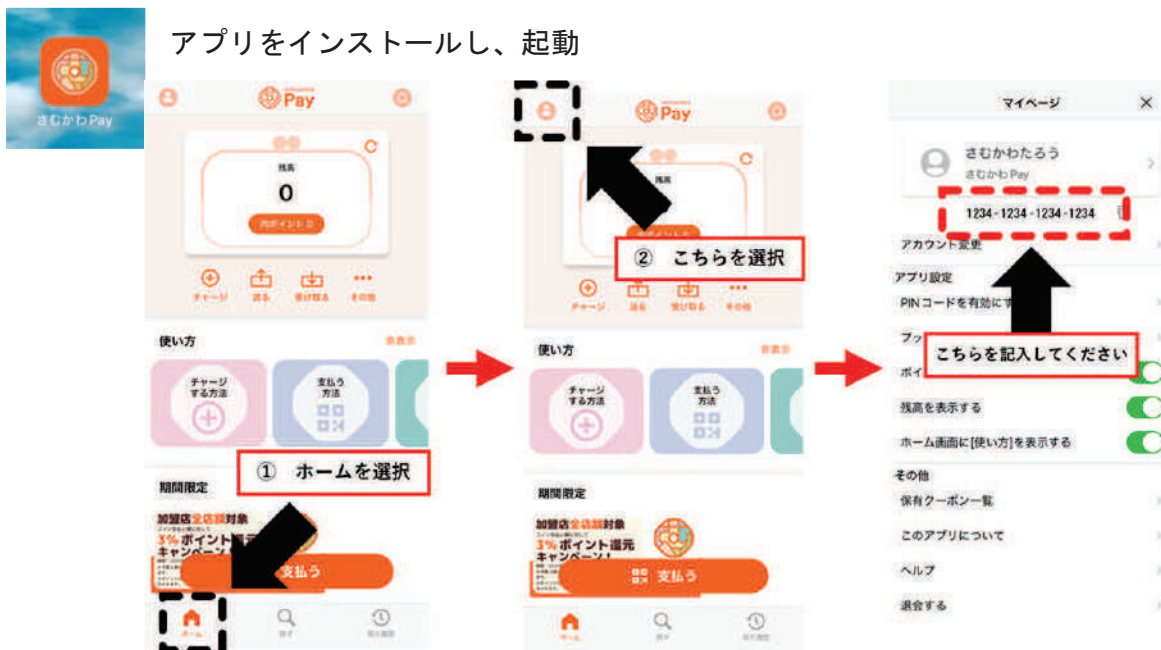 アプリをインストールし、起動
さむかわPay
Pay
残高
0
内ポイント 0
チャージ
送る
受け取る
その他
使い方
非表示
チャージ
する方法
支払う
方法
① ホームを選択
期間限定
加盟店全店舗対象
3%ポイント還元
キャンペーン!
支払う
ホーム
探す
取引履歴
Pay
残高
② こちらを選択
チャージ
送る
受け取る
その他
使い方
非表示
チャージ
する方法
支払う
方法
期間限定
加盟店全店舗対象
3%ポイント還元
キャンペーン!
支払う
ホーム
探す
取引履歴
マイページ
さむかわたろう
さむかわ Pay
1234 - 1234 - 1234 - 1234
アカウント変更
アプリ設定
PINコードを有効にす
プッ
こちらを記入してください
ポイ
残高を表示する
ホーム画面に[使い方]を表示する
その他
保有クーポン一覧
このアプリについて
ヘルプ
退会する